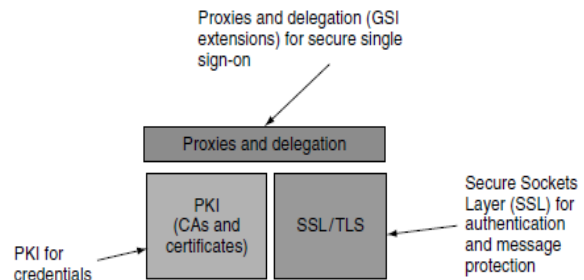 Proxies and delegation (GSI
extensions) for secure single
sign-on
Proxies and delegation
PKI
(CAs and
certificates)
SSL/TLS
PKI for
credentials
Secure Sockets
Layer (SSL) for
authentication
and message
protection